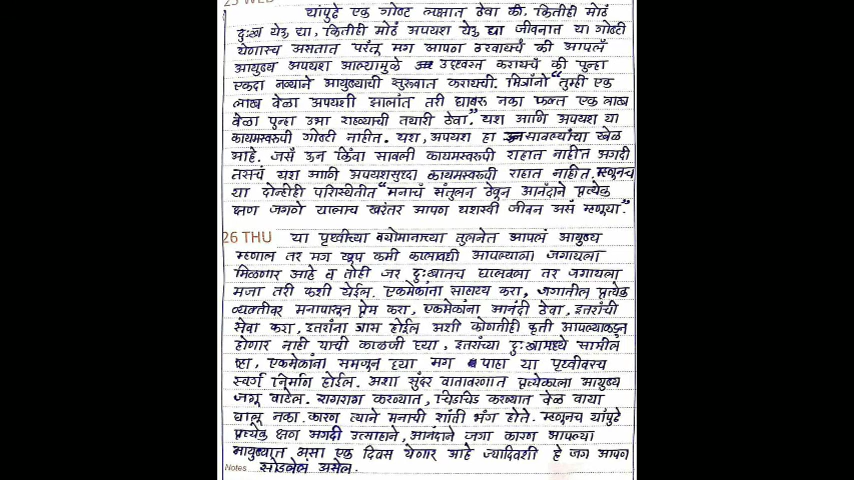 25 WED
यांपुढे एक गोष्ट लक्षात ठेवा की, कितीही मोठं
दुःख येऊ द्या, कितीही मोठं अपयश येऊ द्या जीवनात या गोष्टी
येणारच असतात परंतू मग आपण ठरवायचं की आपलं
आयुष्य अपयश आल्यामुळे उध्वस्त करायचं की पुन्हा
एकदा नव्याने आयुष्याची सुरुवात करायची. मित्रांनो "तुम्ही एक
लाख वेळा अपयशी झालांत तरी घाबरू नका फक्त एक लाख
वेळा पुन्हा उभा राहण्याची तयारी ठेवा". यश आणि अपयश या
कायमस्वरुपी गोष्टी नाहीत. यश, अपयश हा ऊनसावल्यांचा खेळ
आहे. जसं ऊन किंवा सावली कायमस्वरुपी राहात नाहीत अगदी
तसचं यश आणि अपयशसुध्दा कायमस्वरुपी राहात नाहीत. म्हणूनच
या दोन्हीही परिस्थितीत "मनाचं संतुलन ठेवून आनंदाने प्रत्येक
क्षण जगणे यालाच खरंतर आपण यशस्वी जीवन असं म्हणूया".
26 THU या पृथ्वीच्या वयोमानाच्या तुलनेत आपलं आयुष्य
म्हणाल तर मग खूप कमी कालावधी आपल्याला जगायला
मिळणार आहे व तोही जर दुःखातच घालवला तर जगायला
मजा तरी कशी येईल. एकमेकांना सहाय्य करा, जगातील प्रत्येक
व्यक्तीवर मनापासून प्रेम करा, एकमेकांना आनंदी ठेवा, इतरांची
सेवा करा, इतरांना त्रास होईल अशी कोणतीही कृती आपल्याकडून
होणार नाही याची काळजी घ्या, इतरांच्या दुःखामध्ये सामील
व्हा, एकमेकांना समजून घ्या मग पाहा या पृथ्वीवरच
स्वर्ग निर्माण होईल. अशा सुंदर वातावरणात प्रत्येकाला आयुष्य
जगू वाटेल. रागराग करण्यात, चिडचिड करण्यात वेळ वाया
घालू नका. कारण त्याने मनाची शांती भंग होते. म्हणूनच यांपुढे
प्रत्येक क्षण अगदी उत्साहाने, आनंदाने जगा कारण आपल्या
आयुष्यात असा एक दिवस येणार आहे ज्यादिवशी हे जग आपण
Notes सोडलेलं असेल.